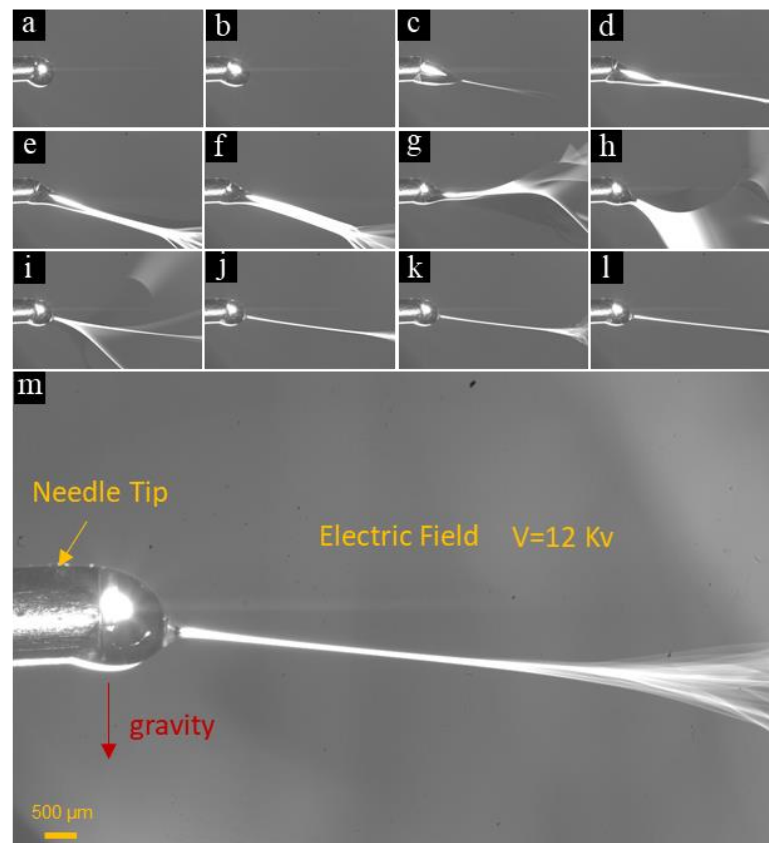 a b c d
e f g h
i j k l
m
Needle Tip
Electric Field V=12 Kv
gravity
500 µm